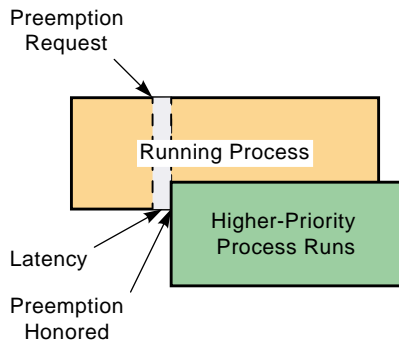 Preemption
Request
Running Process
Higher-Priority
Process Runs
Latency
Preemption
Honored